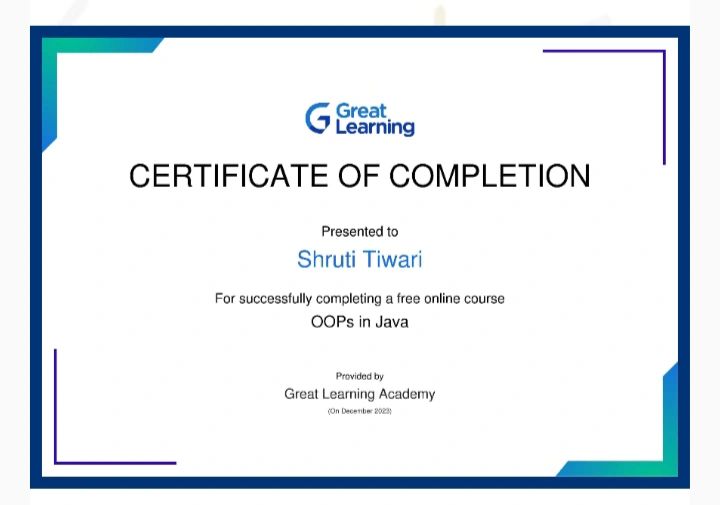 Great
Learning
CERTIFICATE OF COMPLETION
Presented to
Shruti Tiwari
For successfully completing a free online course
OOPs in Java
Provided by
Great Learning Academy
(On December 2023)